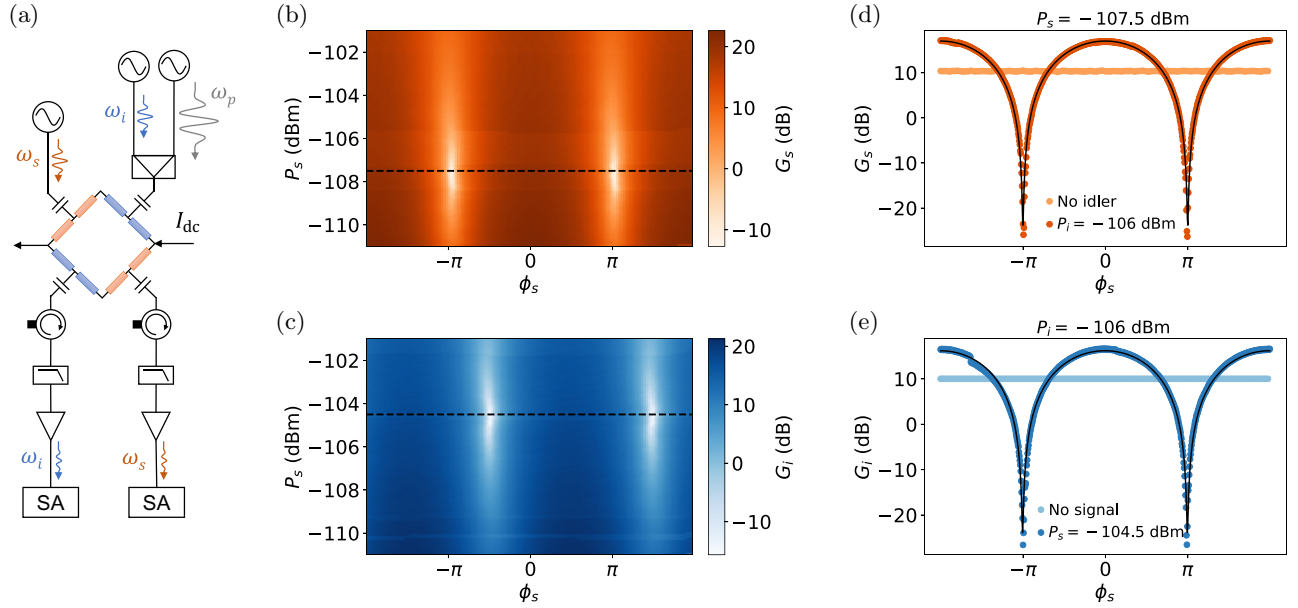 (a)
ω_i
ω_p
ω_s
I_dc
ω_i
ω_s
SA
SA
(b)
−102
−104
−106
−108
−110
P_s (dBm)
−π
0
π
ϕ_s
20
10
0
−10
G_s (dB)
(c)
−102
−104
−106
−108
−110
P_s (dBm)
−π
0
π
ϕ_s
20
10
0
−10
G_i (dB)
(d)
P_s = −107.5 dBm
10
0
−10
−20
G_s (dB)
No idler
P_i = −106 dBm
−π
0
π
ϕ_s
(e)
P_i = −106 dBm
10
0
−10
−20
G_i (dB)
No signal
P_s = −104.5 dBm
−π
0
π
ϕ_s